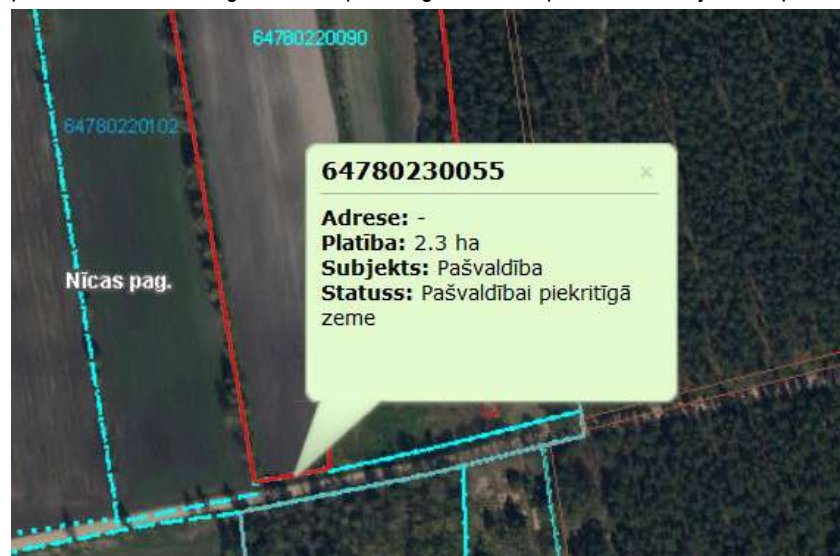 64780220090
64780220102
64780230055
Adrese: -
Platība: 2.3 ha
Subjekts: Pašvaldība
Statuss: Pašvaldībai piekritīgā
zeme
Nīcas pag.